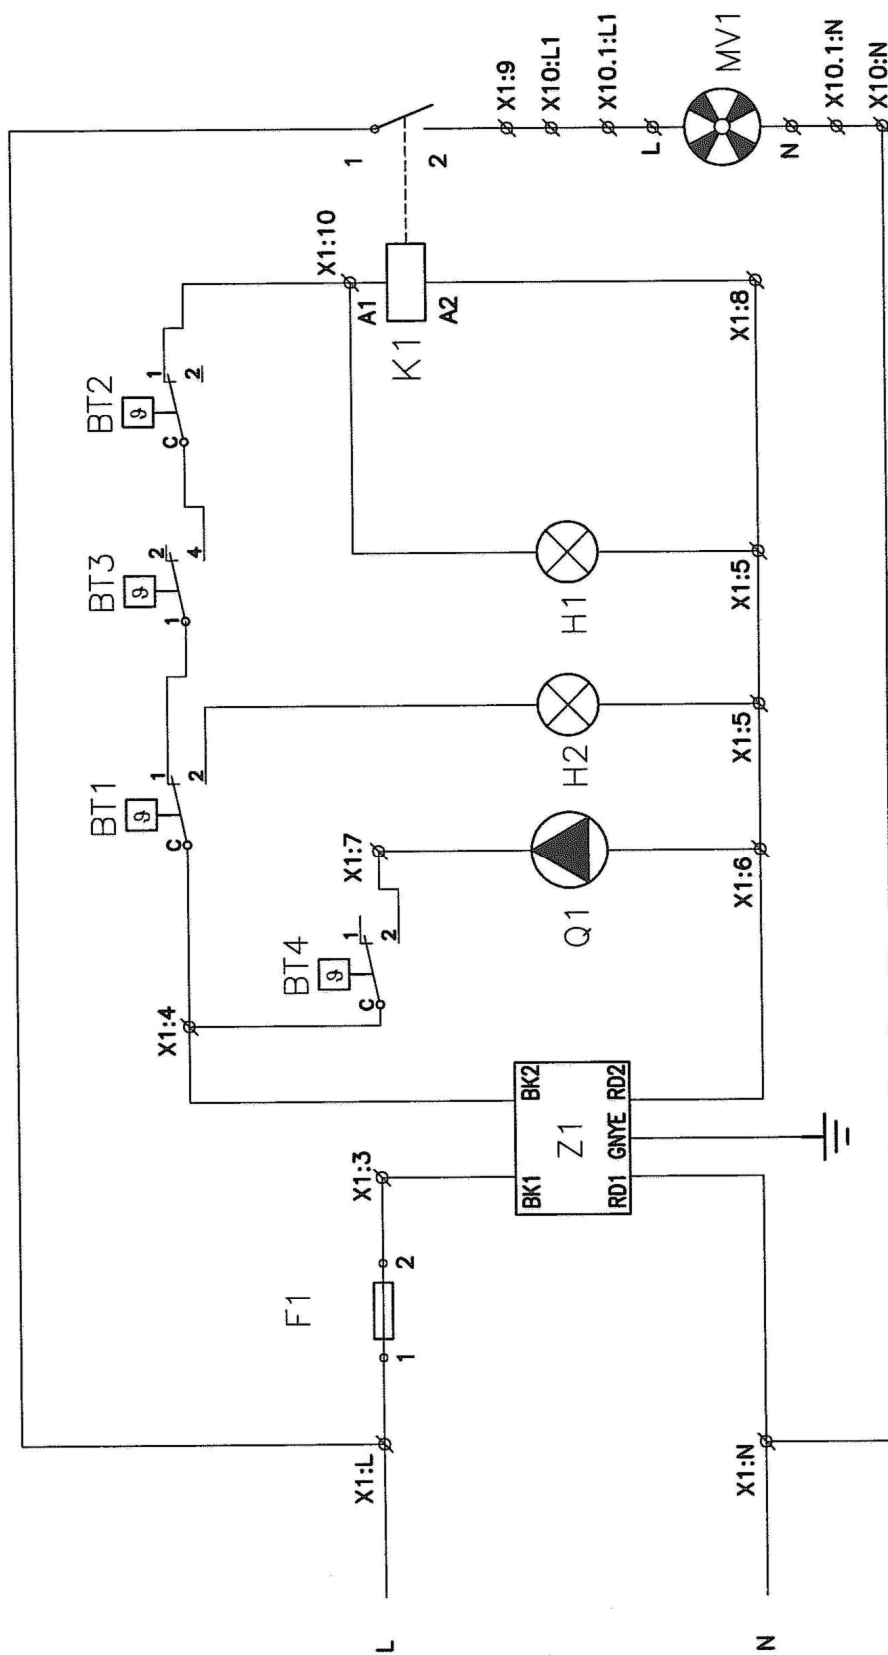 L
N
X1:L
X1:N
F1
1
2
X1:3
BK1
BK2
Z1
RD1
GNYE
RD2
X1:4
BT4
ϑ
C
1
2
X1:7
Q1
X1:6
BT1
ϑ
C
1
2
H2
X1:5
BT3
ϑ
1
2
4
H1
X1:5
BT2
ϑ
C
1
2
X1:10
A1
A2
K1
X1:8
1
2
X1:9
X10:L1
X10.1:L1
L
MV1
N
X10.1:N
X10:N